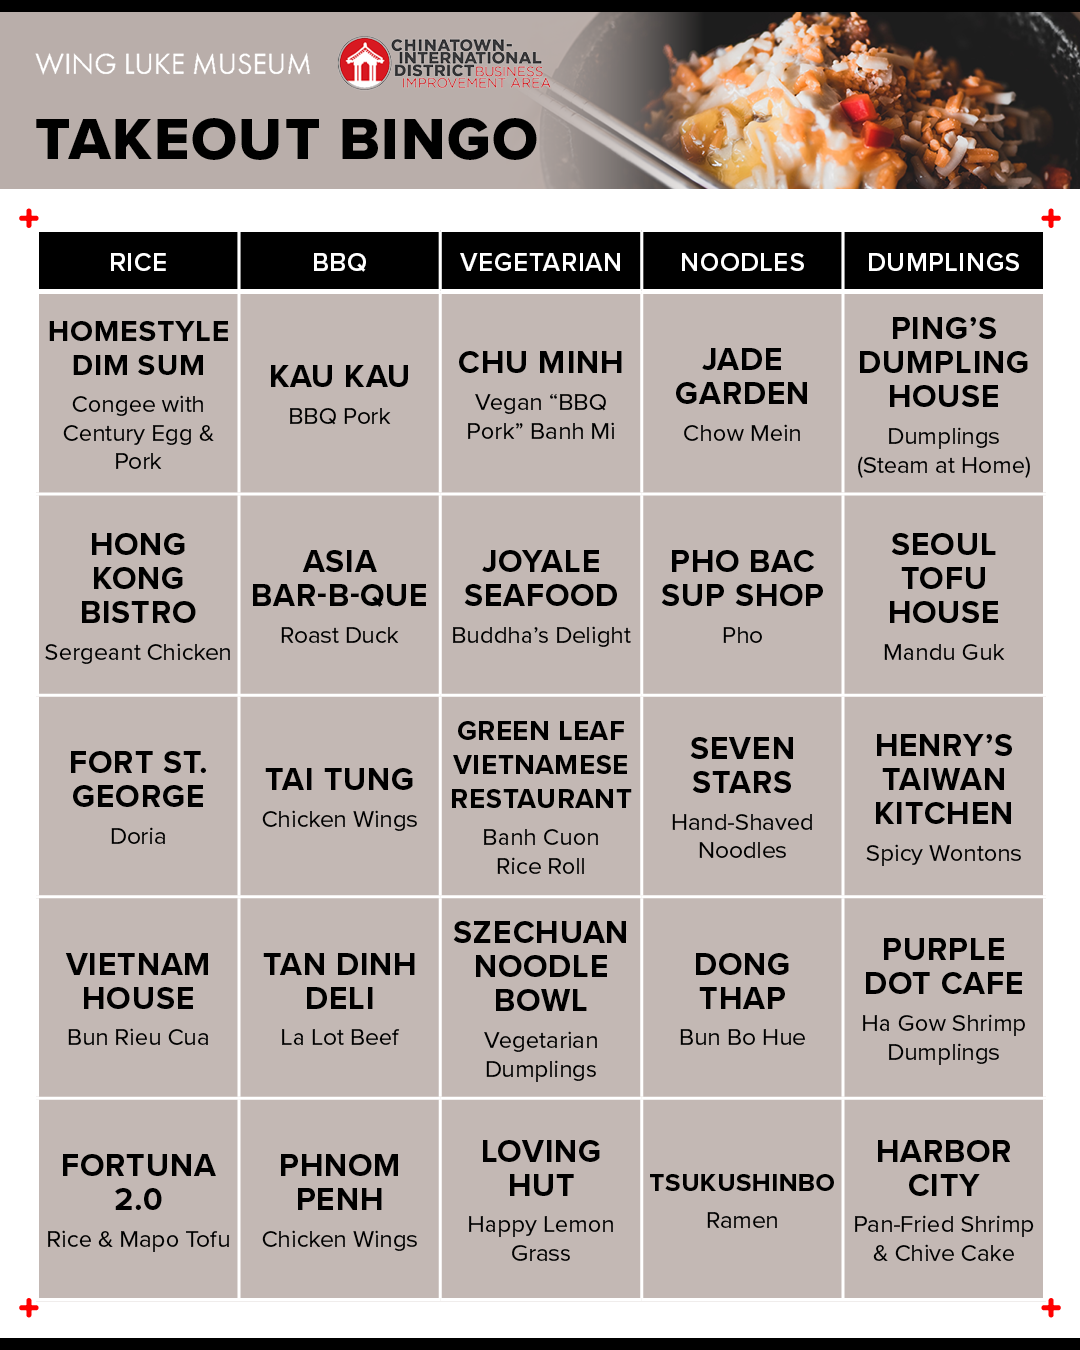 WING LUKE MUSEUM
CHINATOWN-
INTERNATIONAL
DISTRICT BUSINESS
IMPROVEMENT AREA
TAKEOUT BINGO
RICE
BBQ
VEGETARIAN
NOODLES
DUMPLINGS
HOMESTYLE
DIM SUM
Congee with
Century Egg &
Pork
KAU KAU
BBQ Pork
CHU MINH
Vegan “BBQ
Pork” Banh Mi
JADE
GARDEN
Chow Mein
PING’S
DUMPLING
HOUSE
Dumplings
(Steam at Home)
HONG
KONG
BISTRO
Sergeant Chicken
ASIA
BAR-B-QUE
Roast Duck
JOYALE
SEAFOOD
Buddha’s Delight
PHO BAC
SUP SHOP
Pho
SEOUL
TOFU
HOUSE
Mandu Guk
FORT ST.
GEORGE
Doria
TAI TUNG
Chicken Wings
GREEN LEAF
VIETNAMESE
RESTAURANT
Banh Cuon
Rice Roll
SEVEN
STARS
Hand-Shaved
Noodles
HENRY’S
TAIWAN
KITCHEN
Spicy Wontons
VIETNAM
HOUSE
Bun Rieu Cua
TAN DINH
DELI
La Lot Beef
SZECHUAN
NOODLE
BOWL
Vegetarian
Dumplings
DONG
THAP
Bun Bo Hue
PURPLE
DOT CAFE
Ha Gow Shrimp
Dumplings
FORTUNA
2.0
Rice & Mapo Tofu
PHNOM
PENH
Chicken Wings
LOVING
HUT
Happy Lemon
Grass
TSUKUSHINBO
Ramen
HARBOR
CITY
Pan-Fried Shrimp
& Chive Cake